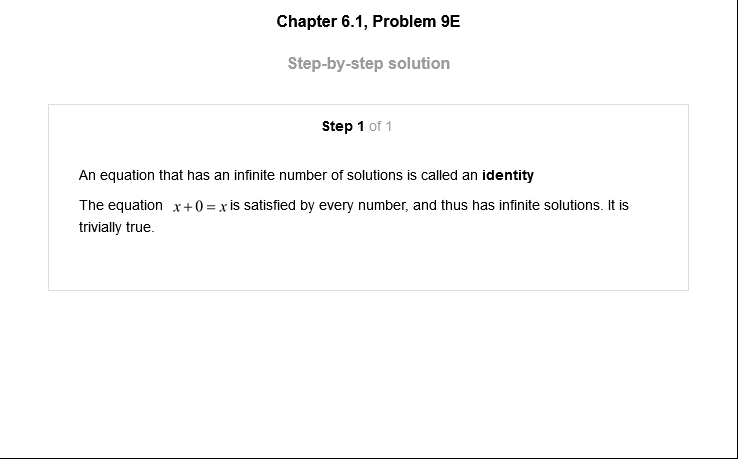 Chapter 6.1, Problem 9E
Step-by-step solution
Step 1 of 1
An equation that has an infinite number of solutions is called an identity
The equation x+0=x is satisfied by every number, and thus has infinite solutions. It is
trivially true.